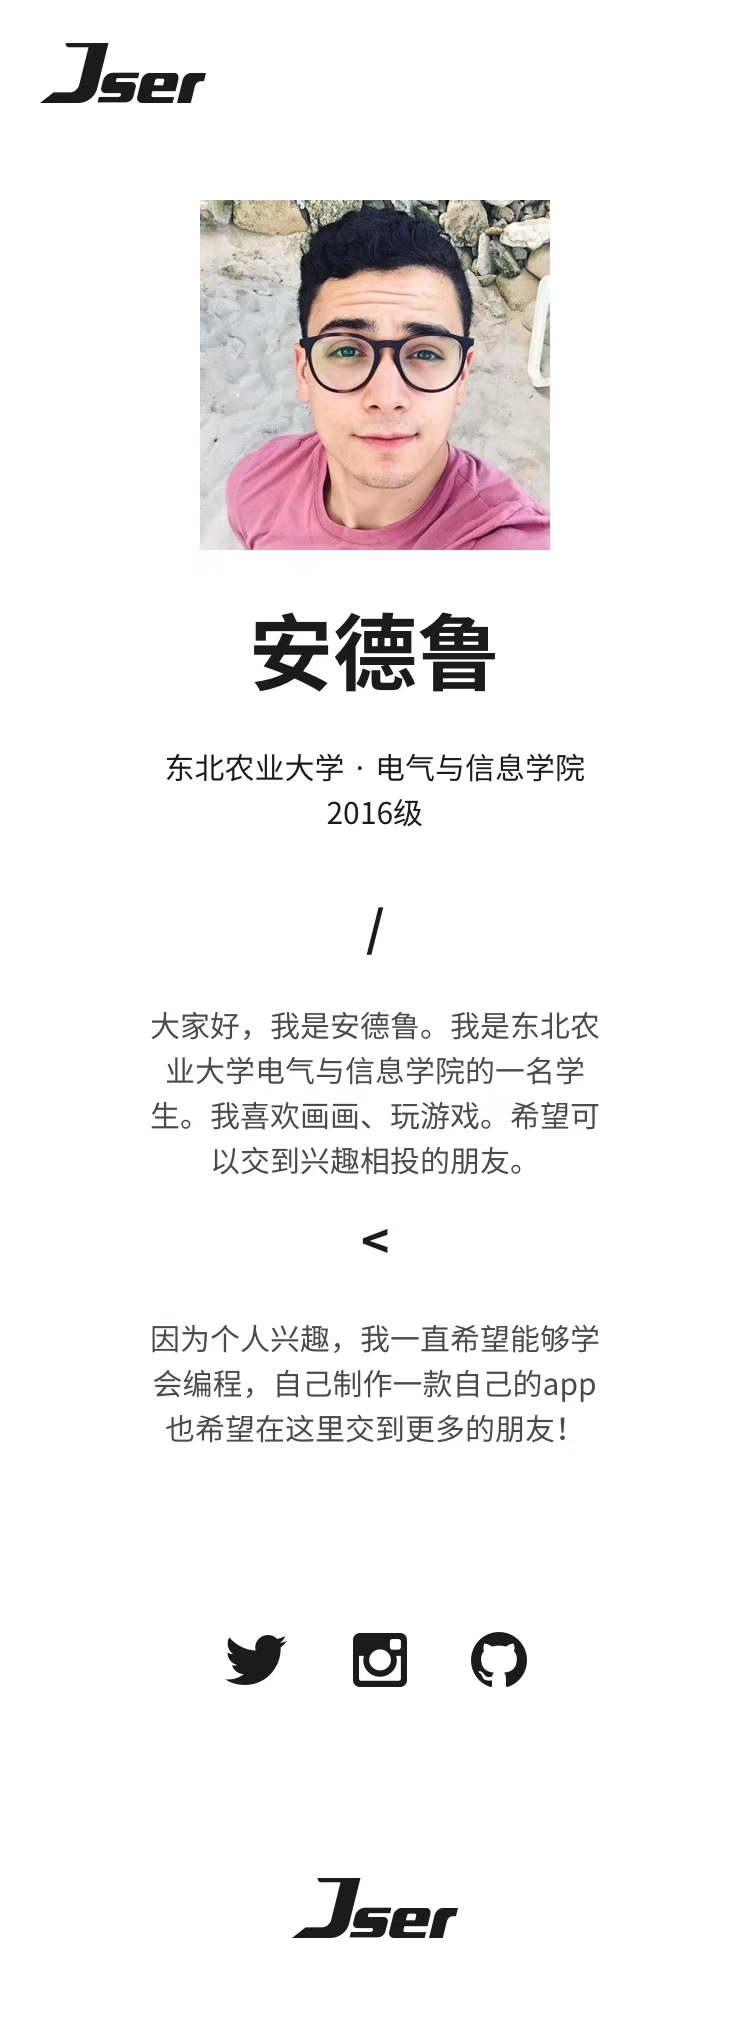 Jser
安德鲁
东北农业大学 · 电气与信息学院
2016级
/
大家好，我是安德鲁。我是东北农
业大学电气与信息学院的一名学
生。我喜欢画画、玩游戏。希望可
以交到兴趣相投的朋友。
<
因为个人兴趣，我一直希望能够学
会编程，自己制作一款自己的app
也希望在这里交到更多的朋友！
Jser